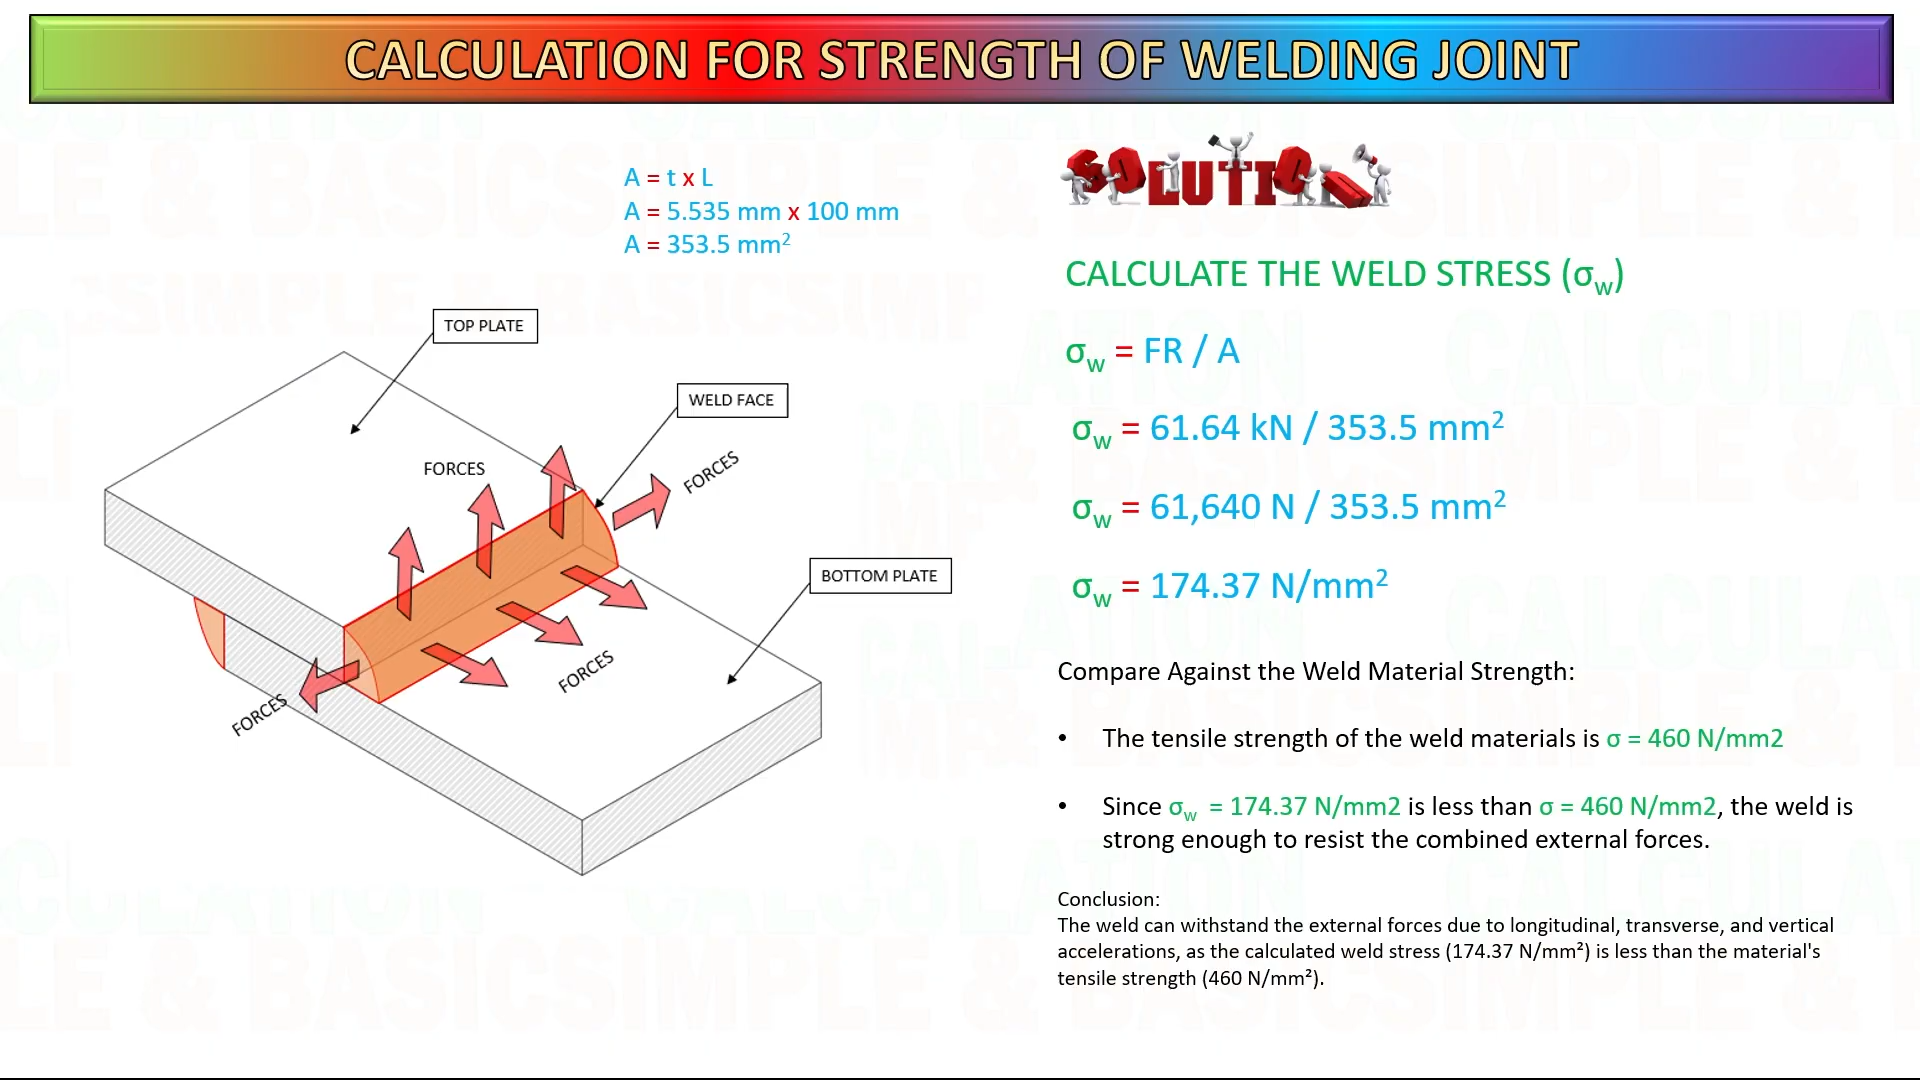 CALCULATION FOR STRENGTH OF WELDING JOINT
A = t x L
A = 5.535 mm x 100 mm
A = 353.5 mm²
TOP PLATE
WELD FACE
FORCES
FORCES
BOTTOM PLATE
FORCES
FORCES
SOLUTION
CALCULATE THE WELD STRESS (σw)
σw = FR / A
σw = 61.64 kN / 353.5 mm²
σw = 61,640 N / 353.5 mm²
σw = 174.37 N/mm²
Compare Against the Weld Material Strength:
• The tensile strength of the weld materials is σ = 460 N/mm2
• Since σw = 174.37 N/mm2 is less than σ = 460 N/mm2, the weld is
strong enough to resist the combined external forces.
Conclusion:
The weld can withstand the external forces due to longitudinal, transverse, and vertical
accelerations, as the calculated weld stress (174.37 N/mm²) is less than the material's
tensile strength (460 N/mm²).